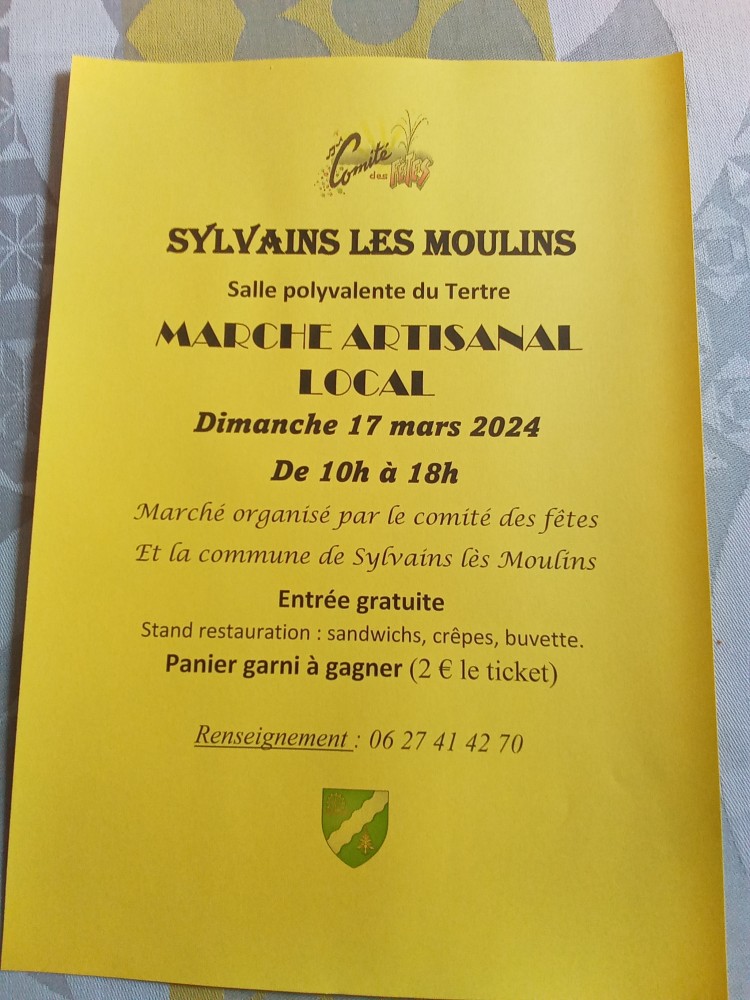 Comité
des FÊTES
SYLVAINS LES MOULINS
Salle polyvalente du Tertre
MARCHE ARTISANAL
LOCAL
Dimanche 17 mars 2024
De 10h à 18h
Marché organisé par le comité des fêtes
Et la commune de Sylvains lès Moulins
Entrée gratuite
Stand restauration : sandwichs, crêpes, buvette.
Panier garni à gagner (2 € le ticket)
Renseignement : 06 27 41 42 70